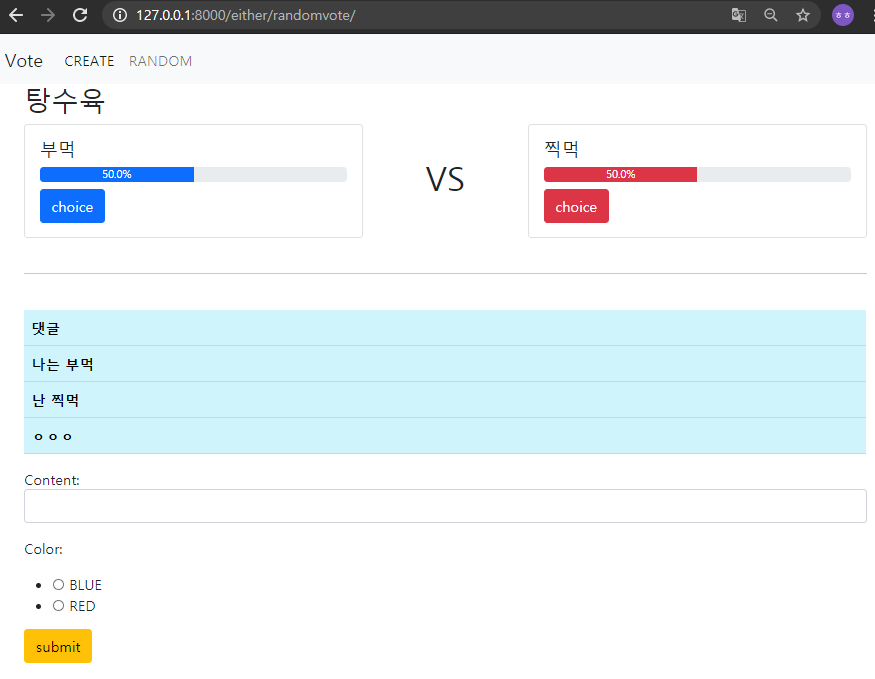 127.0.0.1:8000/either/randomvote/
ㅎㅎ
Vote CREATE RANDOM
탕수육
부먹
50.0%
choice
VS
찍먹
50.0%
choice
댓글
나는 부먹
난 찍먹
ㅇㅇㅇ
Content:
Color:
BLUE
RED
submit